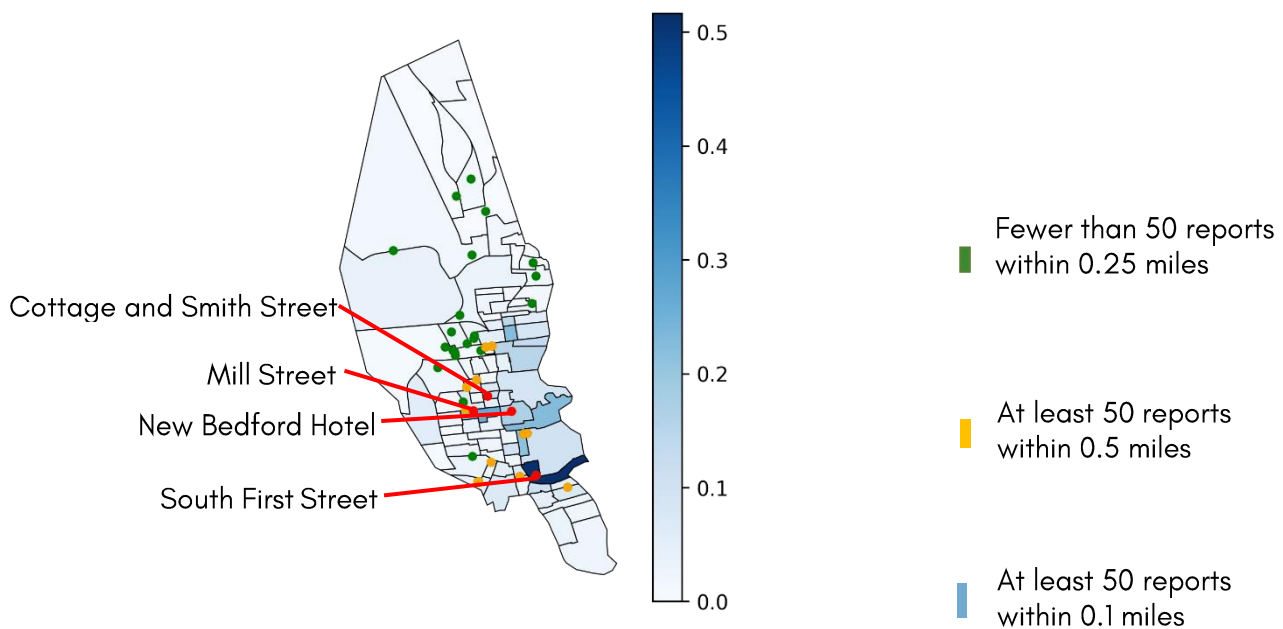 Cottage and Smith Street
Mill Street
New Bedford Hotel
South First Street
0.5
0.4
0.3
0.2
0.1
0.0
Fewer than 50 reports
within 0.25 miles
At least 50 reports
within 0.5 miles
At least 50 reports
within 0.1 miles